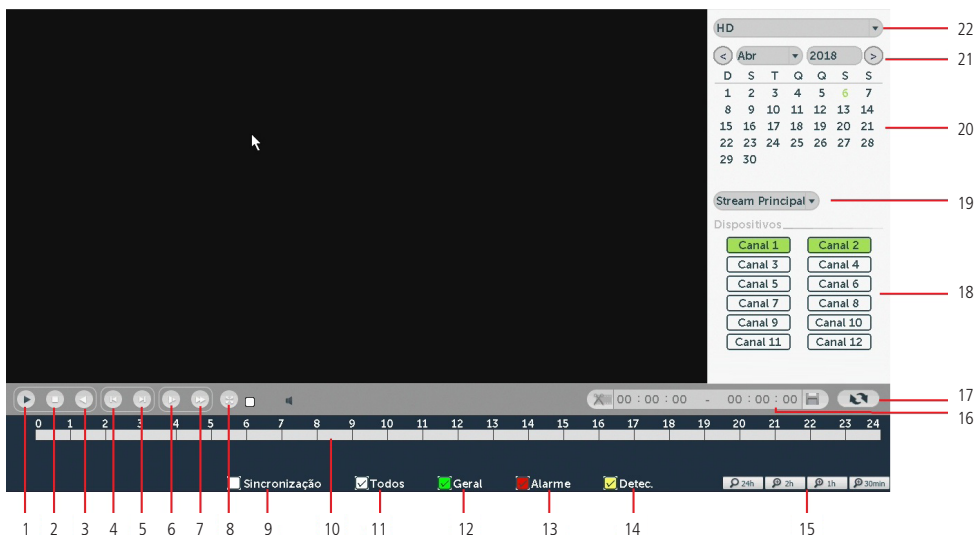 HD
22
< Abr 2018 >
21
D S T Q Q S S
1 2 3 4 5 6 7
8 9 10 11 12 13 14
15 16 17 18 19 20 21
20
22 23 24 25 26 27 28
29 30
Stream Principal
19
Dispositivos
Canal 1 Canal 2
Canal 3 Canal 4
Canal 5 Canal 6
18
Canal 7 Canal 8
Canal 9 Canal 10
Canal 11 Canal 12
00 : 00 : 00 - 00 : 00 : 00
17
16
0 1 2 3 4 5 6 7 8 9 10 11 12 13 14 15 16 17 18 19 20 21 22 23 24
Sincronização Todos Geral Alarme Detec. 24h 2h 1h 30min
1 2 3 4 5 6 7 8 9 10 11 12 13 14 15